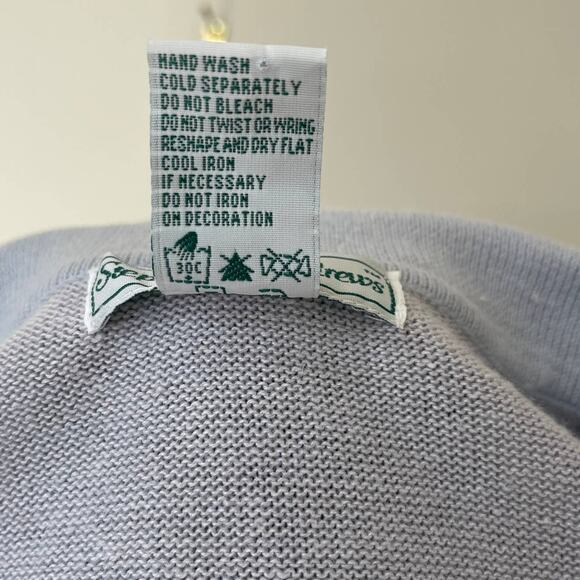 HAND WASH
COLD SEPARATELY
DO NOT BLEACH
DO NOT TWIST OR WRING
RESHAPE AND DRY FLAT
COOL IRON
IF NECESSARY
DO NOT IRON
ON DECORATION
30C